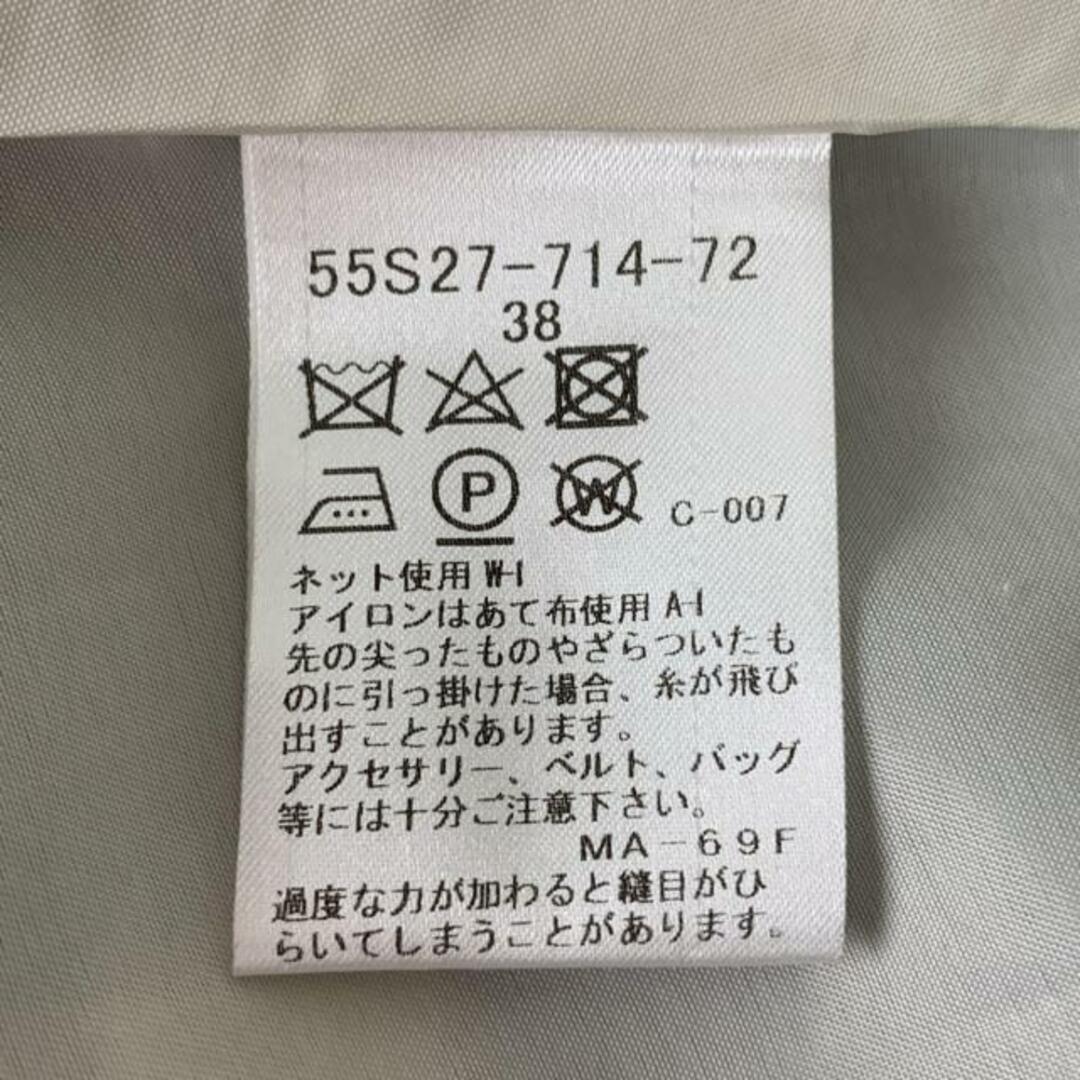 55S27-714-72
38
P W C-007
ネット使用 W-1
アイロンはあて布使用 A-1
先の尖ったものやざらついたも
のに引っ掛けた場合、糸が飛び
出すことがあります。
アクセサリー、ベルト、バッグ
等には十分ご注意下さい。
MA-69F
過度な力が加わると縫目がひ
らいてしまうことがあります。